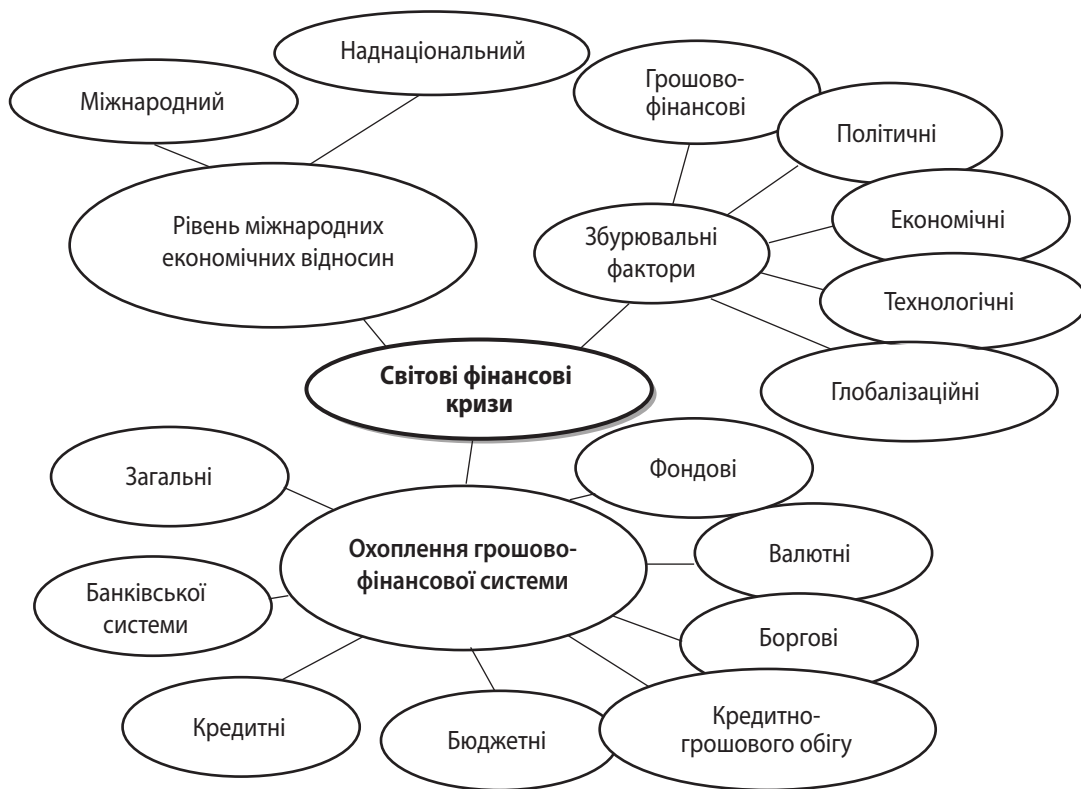 Міжнародний
Наднаціональний
Рівень міжнародних
економічних відносин
Грошово-
фінансові
Політичні
Збурювальні
фактори
Економічні
Технологічні
Глобалізаційні
Світові фінансові
кризи
Охоплення грошово-
фінансової системи
Загальні
Банківської
системи
Кредитні
Бюджетні
Фондові
Валютні
Боргові
Кредитно-
грошового обігу